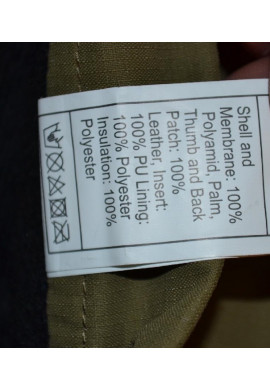 Shell and
Membrane: 100%
Polyamid, Palm,
Thumb and Back
Patch: 100%
Leather, Insert:
100% PU Lining:
100% Polyester
Insulation: 100%
Polyester